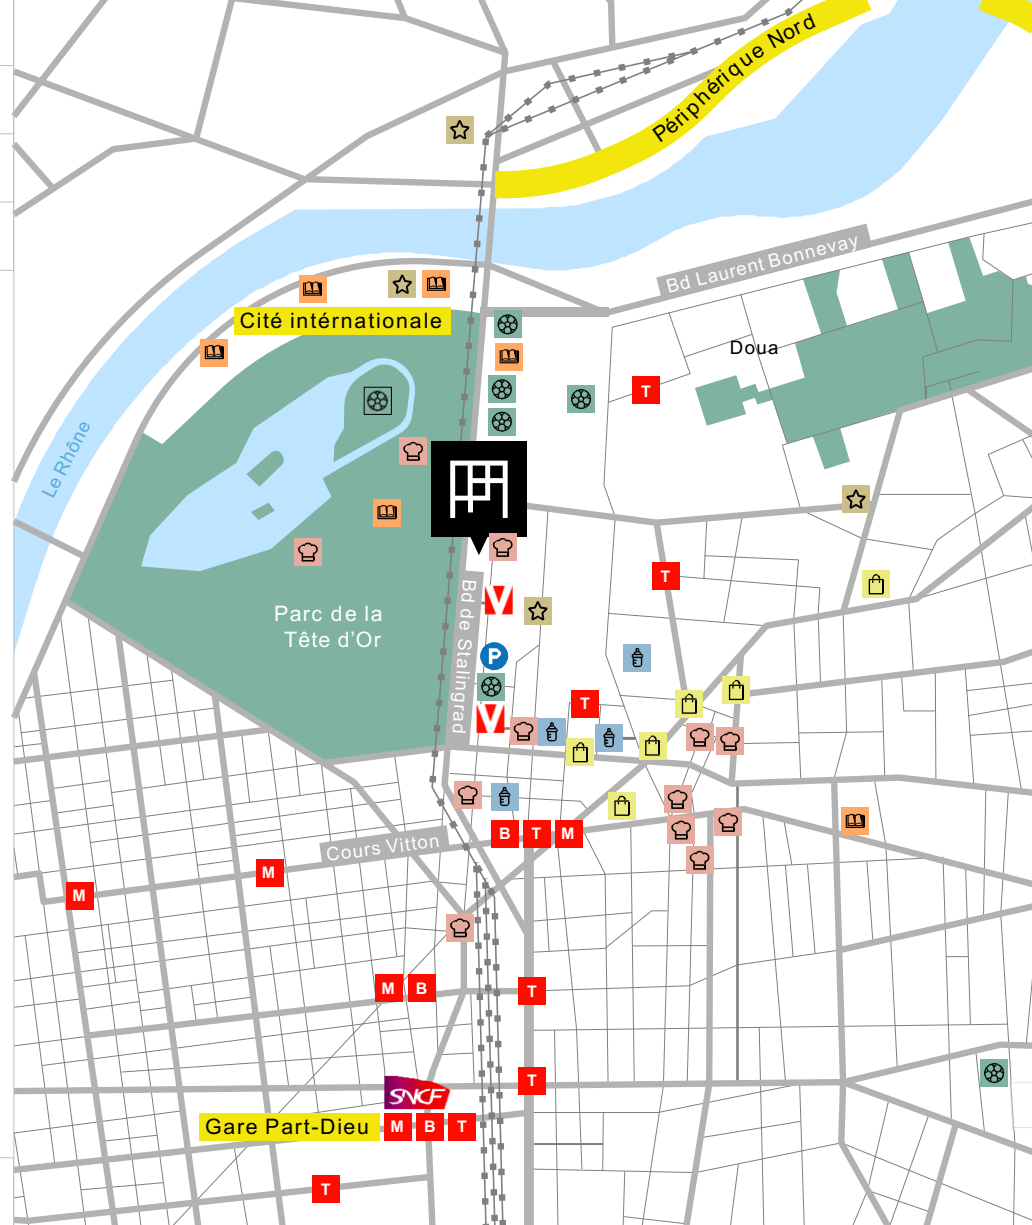 Périphérique Nord
Bd Laurent Bonnevay
Cité intérnationale
Doua
T
Le Rhône
T
Parc de la
Tête d'Or
Bd de Stalingrad
V
P
T
V
B T M
Cours Vitton
M
M
M B
T
T
SNCF
Gare Part-Dieu M B T
T